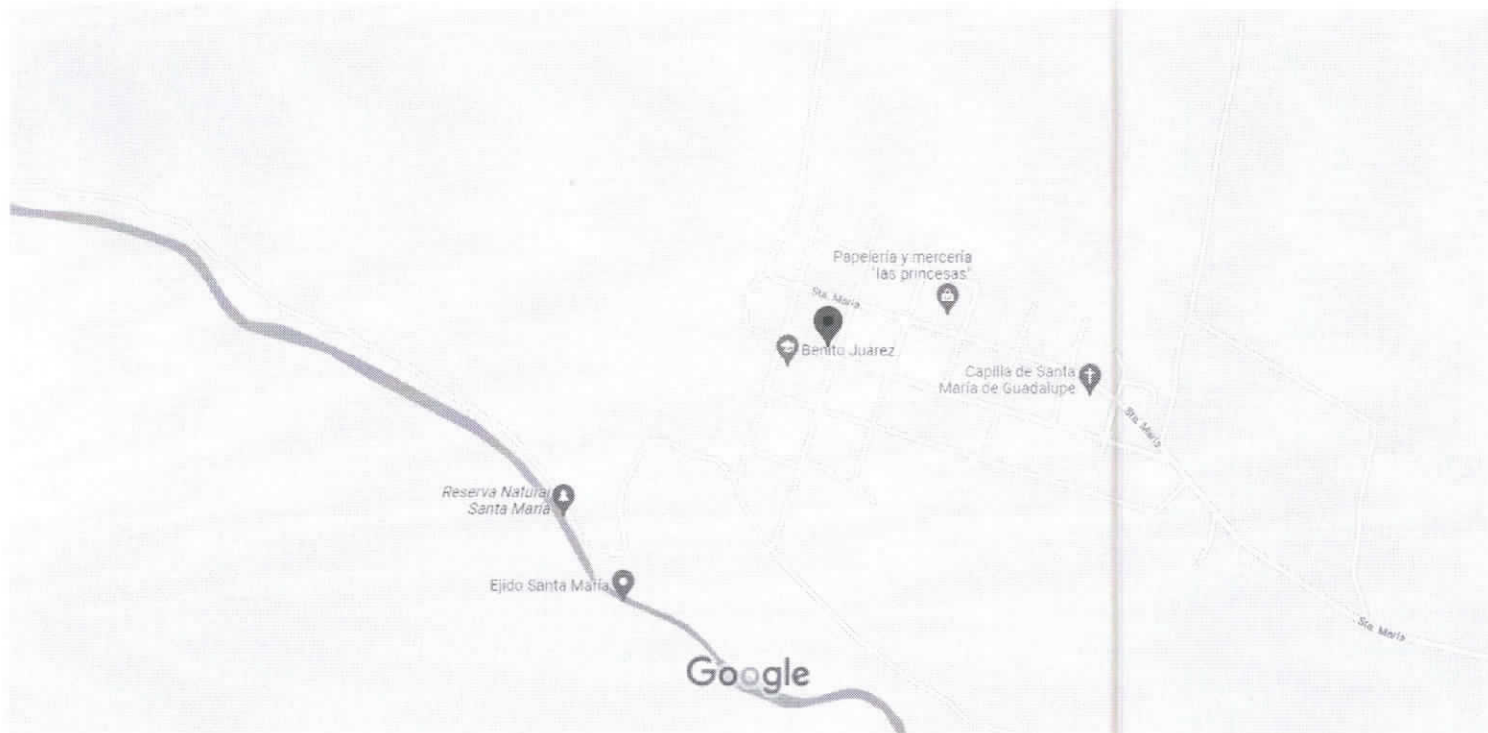 Papelería y mercería
"las princesas"
Sta. María
Benito Juarez
Capilla de Santa
María de Guadalupe
Sta. María
Reserva Natural
Santa María
Ejido Santa María
Sta. María
Google